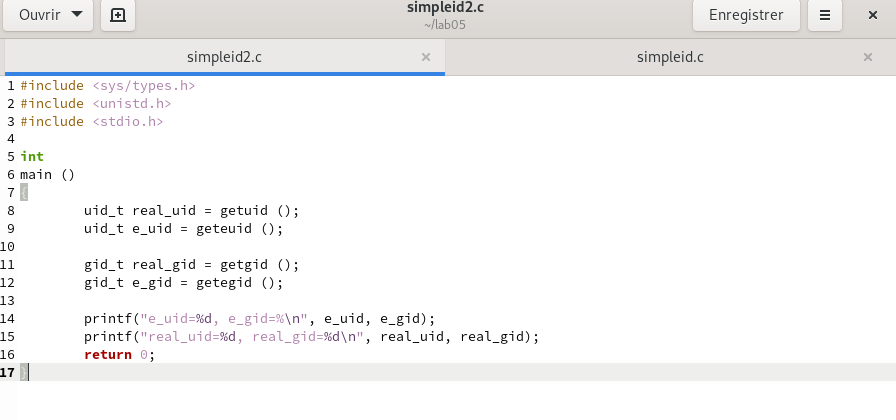 Ouvrir
simpleid2.c
~/lab05
Enregistrer
simpleid2.c
simpleid.c
1 #include <sys/types.h>
2 #include <unistd.h>
3 #include <stdio.h>
4
5 int
6 main ()
7 {
8         uid_t real_uid = getuid ();
9         uid_t e_uid = geteuid ();
10
11         gid_t real_gid = getgid ();
12         gid_t e_gid = getegid ();
13
14         printf("e_uid=%d, e_gid=%\n", e_uid, e_gid);
15         printf("real_uid=%d, real_gid=%d\n", real_uid, real_gid);
16         return 0;
17 }